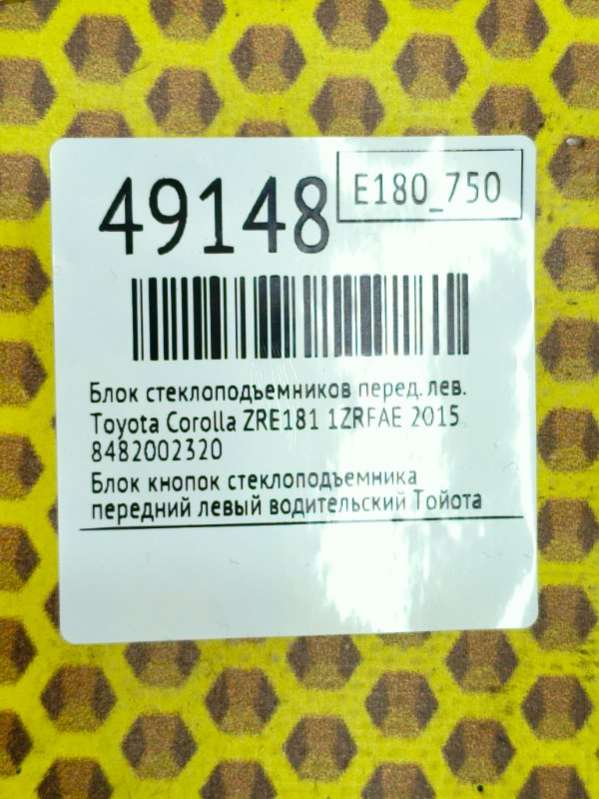 49148
E180_750
Блок стеклоподъемников перед. лев.
Toyota Corolla ZRE181 1ZRFAE 2015
8482002320
Блок кнопок стеклоподъемника
передний левый водительский Тойота